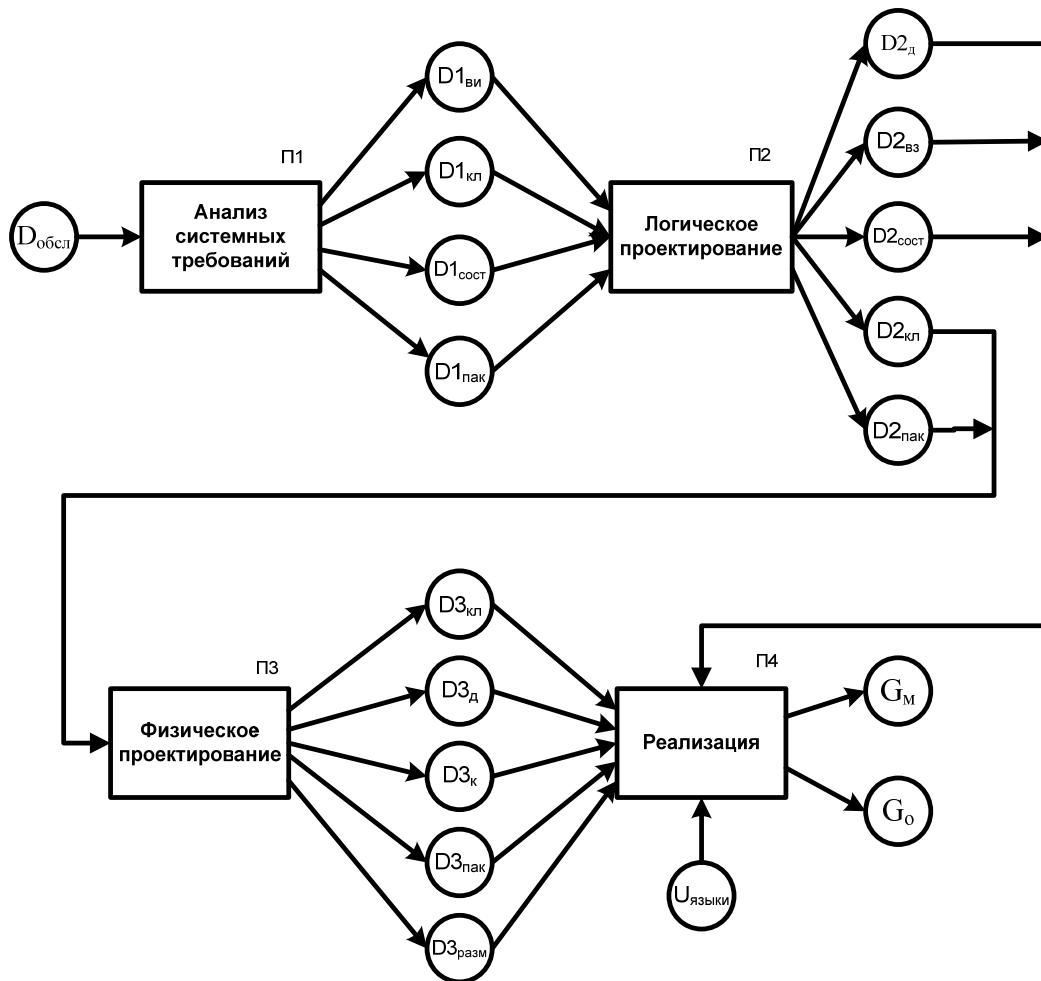 D2д
D1ви
D2вз
П1
П2
D1кл
Анализ
системных
требований
Логическое
проектирование
Dобсл
D2сост
D1сост
D2кл
D1пак
D2пак
D3кл
П3
П4
D3д
Gм
Физическое
проектирование
Реализация
D3к
Gо
D3пак
Uязыки
D3разм